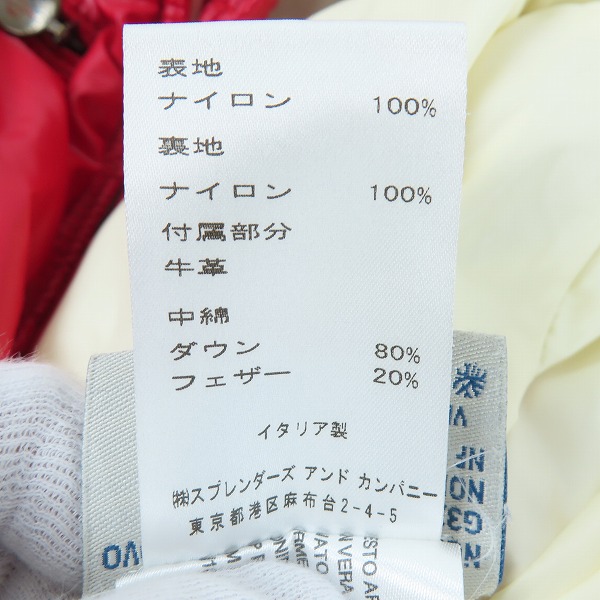 表地
ナイロン 100%
裏地
ナイロン 100%
付属部分
牛革
中綿
ダウン 80%
フェザー 20%
イタリア製
㈱スプレンダーズ アンド カンパニー
東京都港区麻布台2-4-5